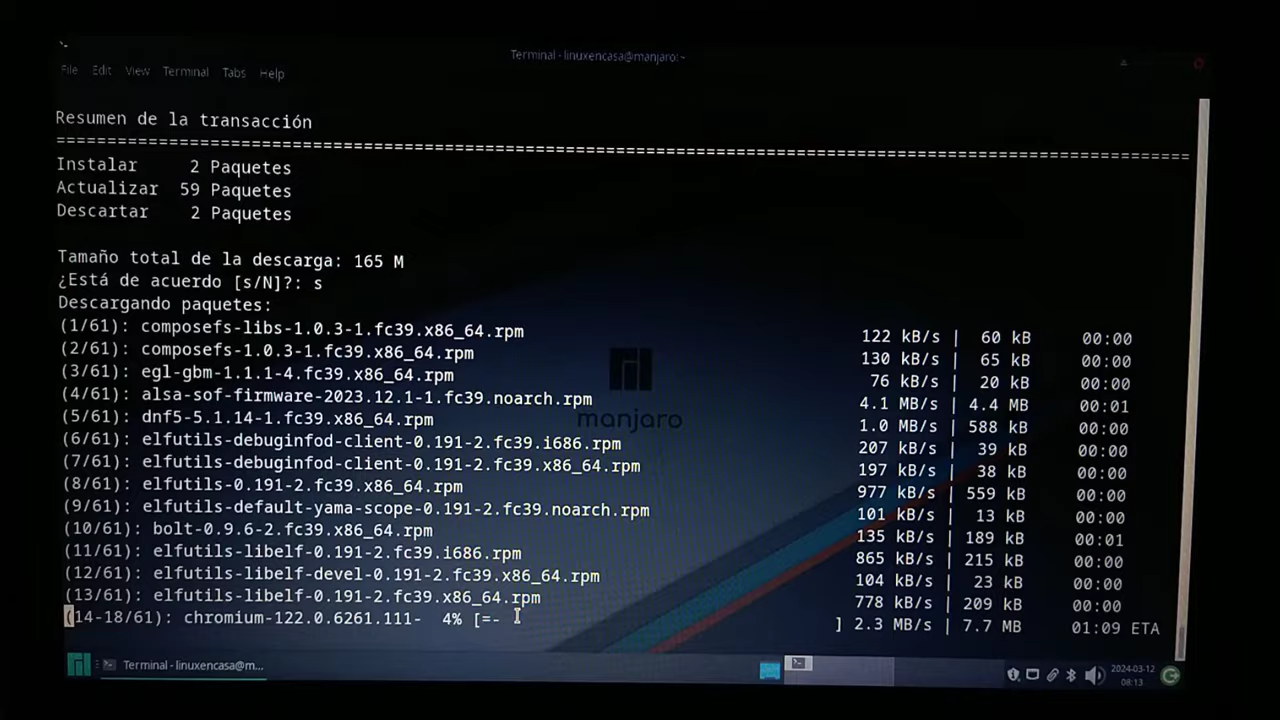 Terminal - linuxencasa@manjaro:~
File Edit View Terminal Tabs Help
Resumen de la transacción
================================================================================
Instalar 2 Paquetes
Actualizar 59 Paquetes
Descartar 2 Paquetes
Tamaño total de la descarga: 165 M
¿Está de acuerdo [s/N]?: s
Descargando paquetes:
(1/61): composefs-libs-1.0.3-1.fc39.x86_64.rpm 122 kB/s | 60 kB 00:00
(2/61): composefs-1.0.3-1.fc39.x86_64.rpm 130 kB/s | 65 kB 00:00
(3/61): egl-gbm-1.1.1-4.fc39.x86_64.rpm 76 kB/s | 20 kB 00:00
(4/61): alsa-sof-firmware-2023.12.1-1.fc39.noarch.rpm 4.1 MB/s | 4.4 MB 00:01
(5/61): dnf5-5.1.14-1.fc39.x86_64.rpm 1.0 MB/s | 588 kB 00:00
(6/61): elfutils-debuginfod-client-0.191-2.fc39.i686.rpm 207 kB/s | 39 kB 00:00
(7/61): elfutils-debuginfod-client-0.191-2.fc39.x86_64.rpm 197 kB/s | 38 kB 00:00
(8/61): elfutils-0.191-2.fc39.x86_64.rpm 977 kB/s | 559 kB 00:00
(9/61): elfutils-default-yama-scope-0.191-2.fc39.noarch.rpm 101 kB/s | 13 kB 00:00
(10/61): bolt-0.9.6-2.fc39.x86_64.rpm 135 kB/s | 189 kB 00:01
(11/61): elfutils-libelf-0.191-2.fc39.i686.rpm 865 kB/s | 215 kB 00:00
(12/61): elfutils-libelf-devel-0.191-2.fc39.x86_64.rpm 104 kB/s | 23 kB 00:00
(13/61): elfutils-libelf-0.191-2.fc39.x86_64.rpm 778 kB/s | 209 kB 00:00
(14-18/61): chromium-122.0.6261.111- 4% [=- ] 2.3 MB/s | 7.7 MB 01:09 ETA
manjaro
Terminal - linuxencasa@m...
2024-03-12
08:13